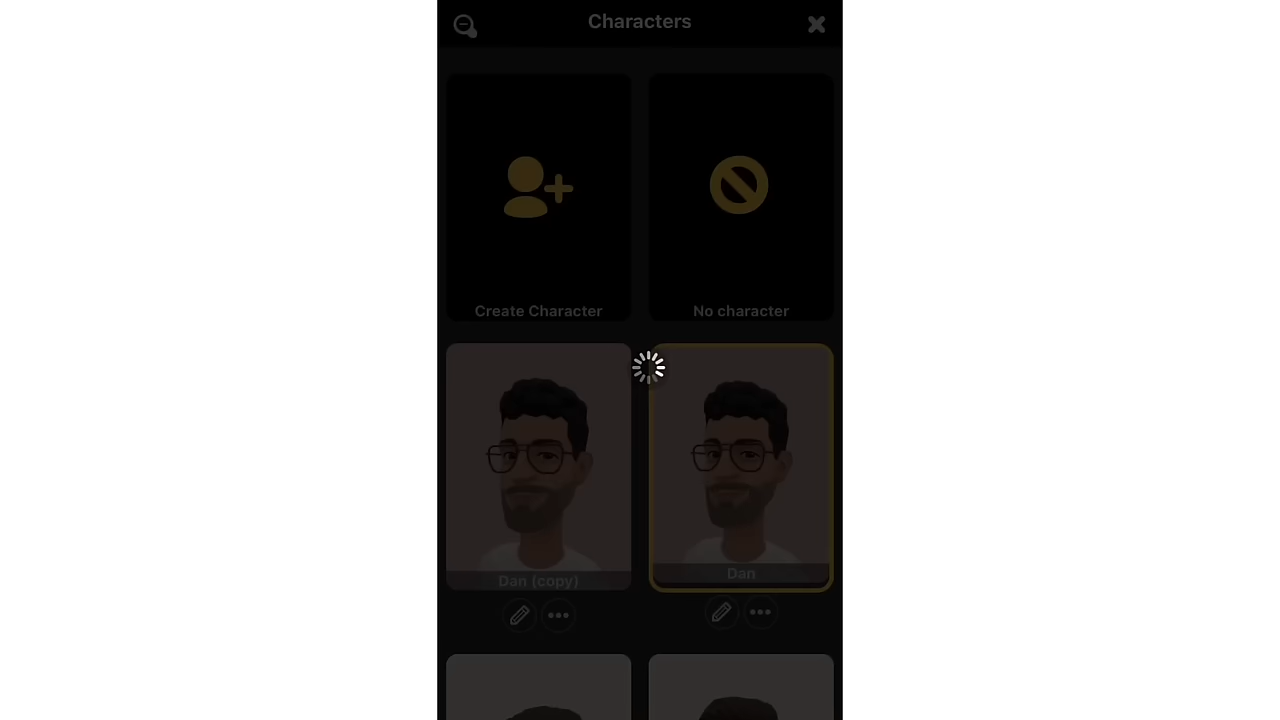 Characters
Create Character
No character
Dan (copy)
Dan